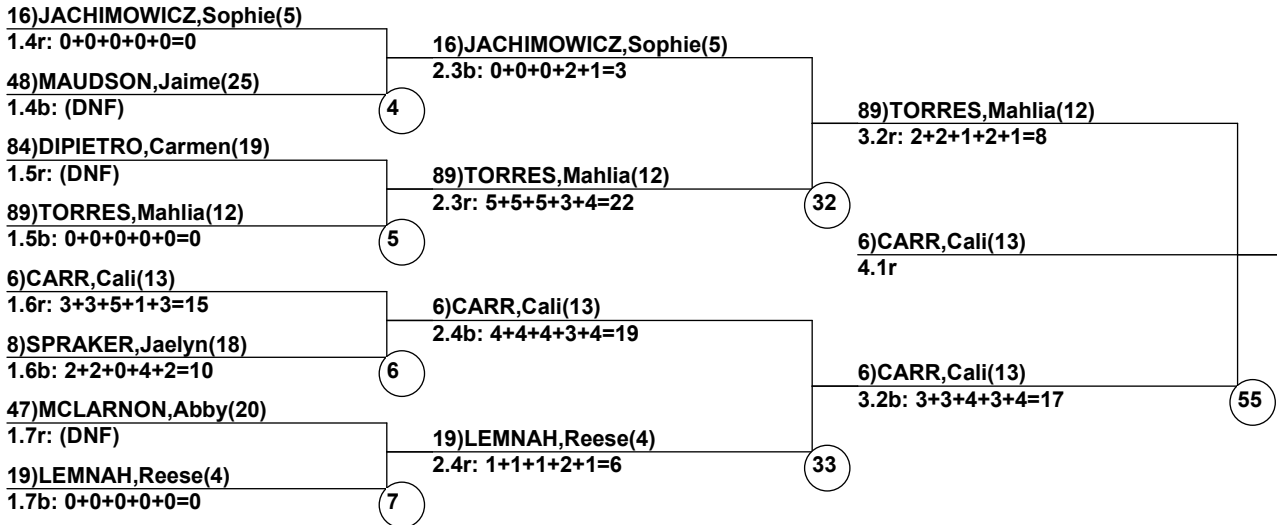 16)JACHIMOWICZ,Sophie(5)
1.4r: 0+0+0+0+0=0
48)MAUDSON,Jaime(25)
1.4b: (DNF)
4
84)DIPIETRO,Carmen(19)
1.5r: (DNF)
89)TORRES,Mahlia(12)
1.5b: 0+0+0+0+0=0
5
6)CARR,Cali(13)
1.6r: 3+3+5+1+3=15
8)SPRAKER,Jaelyn(18)
1.6b: 2+2+0+4+2=10
6
47)MCLARNON,Abby(20)
1.7r: (DNF)
19)LEMNAH,Reese(4)
1.7b: 0+0+0+0+0=0
7
16)JACHIMOWICZ,Sophie(5)
2.3b: 0+0+0+2+1=3
89)TORRES,Mahlia(12)
2.3r: 5+5+5+3+4=22
32
6)CARR,Cali(13)
2.4b: 4+4+4+3+4=19
19)LEMNAH,Reese(4)
2.4r: 1+1+1+2+1=6
33
89)TORRES,Mahlia(12)
3.2r: 2+2+1+2+1=8
6)CARR,Cali(13)
4.1r
6)CARR,Cali(13)
3.2b: 3+3+4+3+4=17
55